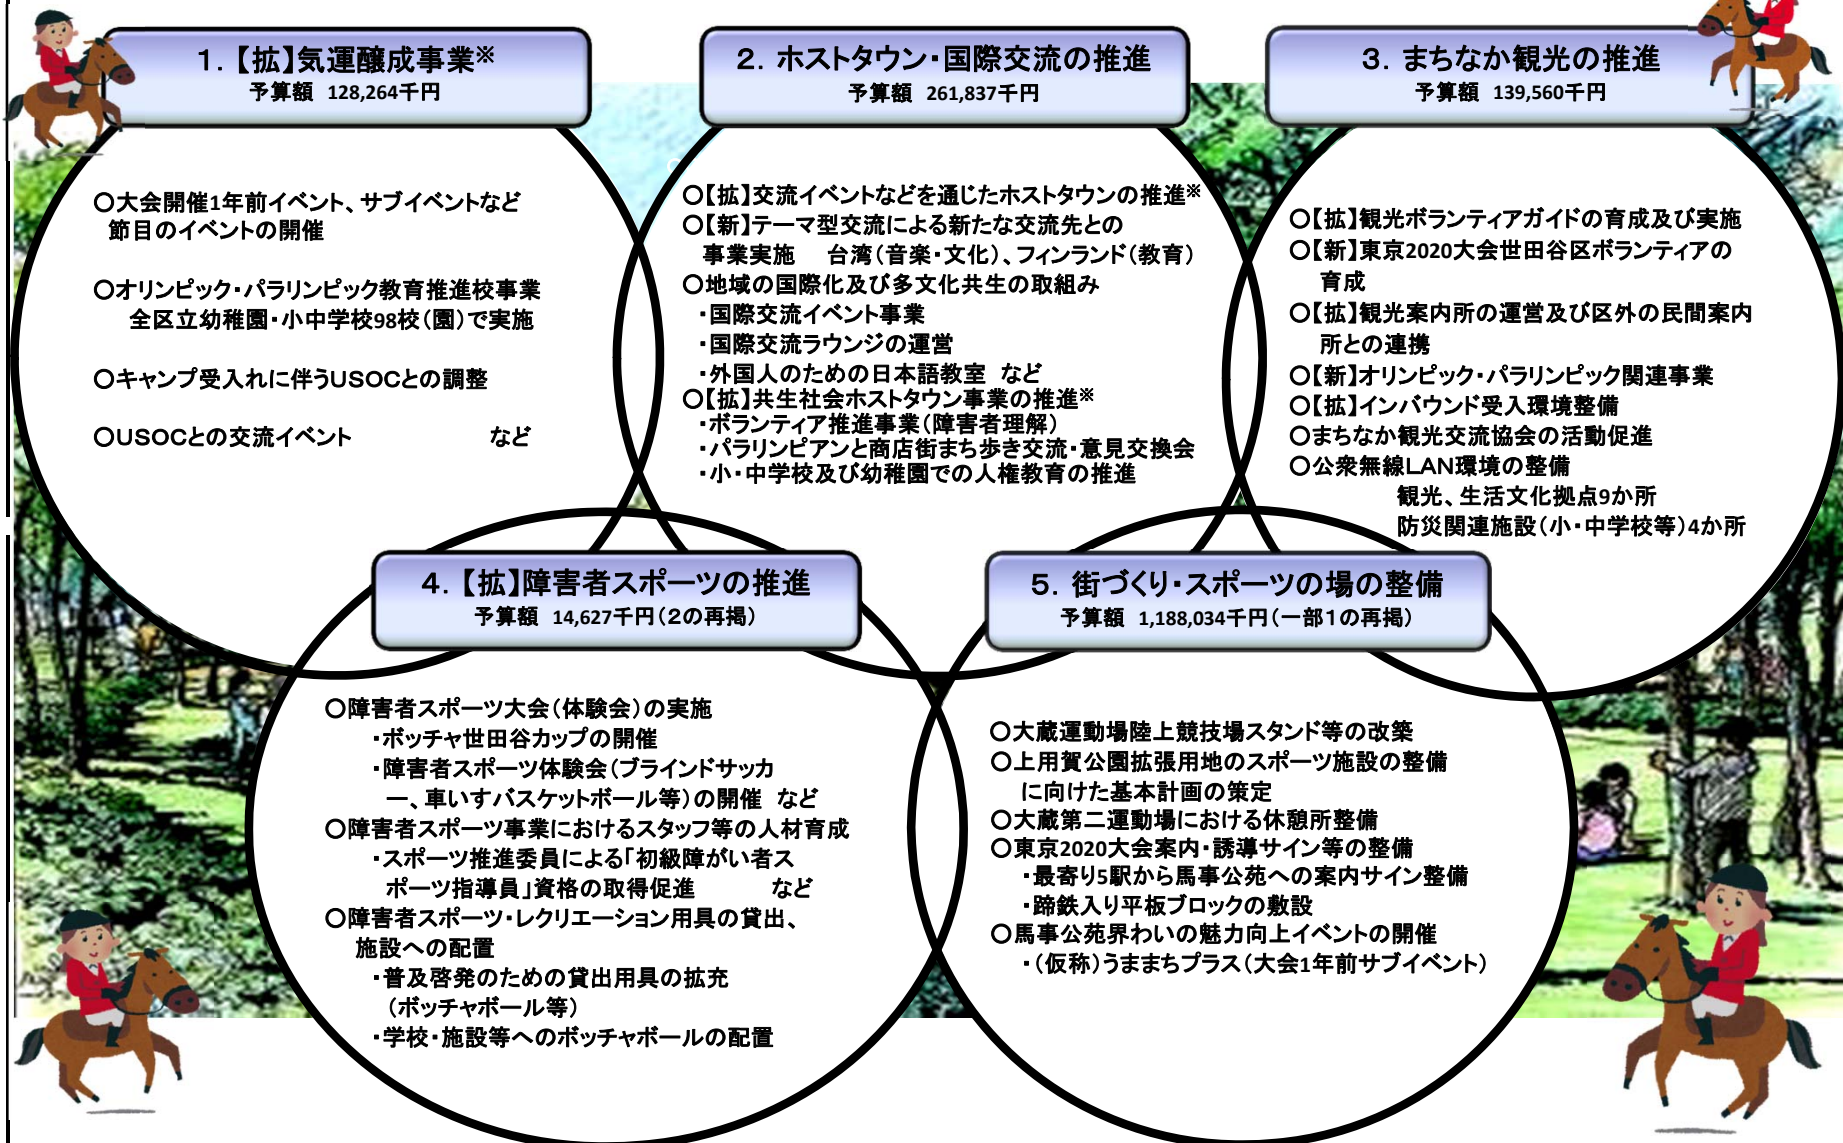 1．【拡】気運醸成事業※
予算額 128,264千円
○大会開催1年前イベント、サブイベントなど
節目のイベントの開催
○オリンピック・パラリンピック教育推進校事業
全区立幼稚園・小中学校98校（園）で実施
○キャンプ受入れに伴うUSOCとの調整
○USOCとの交流イベント など
2．ホストタウン・国際交流の推進
予算額 261,837千円
○【拡】交流イベントなどを通じたホストタウンの推進※
○【新】テーマ型交流による新たな交流先との
事業実施 台湾（音楽・文化）、フィンランド（教育）
○地域の国際化及び多文化共生の取組み
・国際交流イベント事業
・国際交流ラウンジの運営
・外国人のための日本語教室 など
○【拡】共生社会ホストタウン事業の推進※
・ボランティア推進事業（障害者理解）
・パラリンピアンと商店街まち歩き交流・意見交換会
・小・中学校及び幼稚園での人権教育の推進
3．まちなか観光の推進
予算額 139,560千円
○【拡】観光ボランティアガイドの育成及び実施
○【新】東京2020大会世田谷区ボランティアの
育成
○【拡】観光案内所の運営及び区外の民間案内
所との連携
○【新】オリンピック・パラリンピック関連事業
○【拡】インバウンド受入環境整備
○まちなか観光交流協会の活動促進
○公衆無線LAN環境の整備
観光、生活文化拠点9か所
防災関連施設（小・中学校等）4か所
4．【拡】障害者スポーツの推進
予算額 14,627千円（2の再掲）
○障害者スポーツ大会（体験会）の実施
・ボッチャ世田谷カップの開催
・障害者スポーツ体験会（ブラインドサッカ
ー、車いすバスケットボール等）の開催 など
○障害者スポーツ事業におけるスタッフ等の人材育成
・スポーツ推進委員による「初級障がい者ス
ポーツ指導員」資格の取得促進 など
○障害者スポーツ・レクリエーション用具の貸出、
施設への配置
・普及啓発のための貸出用具の拡充
（ボッチャボール等）
・学校・施設等へのボッチャボールの配置
5．街づくり・スポーツの場の整備
予算額 1,188,034千円（一部１の再掲）
○大蔵運動場陸上競技場スタンド等の改築
○上用賀公園拡張用地のスポーツ施設の整備
に向けた基本計画の策定
○大蔵第二運動場における休憩所整備
○東京2020大会案内・誘導サイン等の整備
・最寄り5駅から馬事公苑への案内サイン整備
・蹄鉄入り平板ブロックの敷設
○馬事公苑界わいの魅力向上イベントの開催
・（仮称）うままちプラス（大会1年前サブイベント）